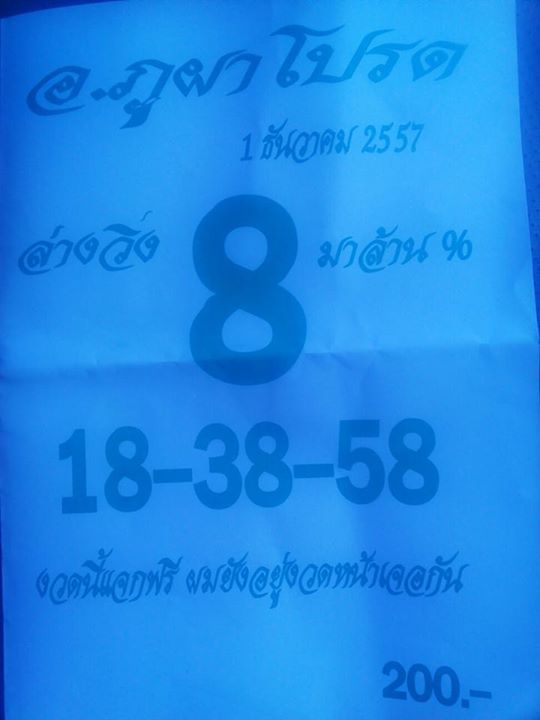 อ.ภูผาโปรด
1 ธันวาคม 2557
ล่างวิ่ง 8 มาล้าน %
18-38-58
งวดนี้แจกฟรี ผมยังอยู่งวดหน้าเจอกัน
200.-